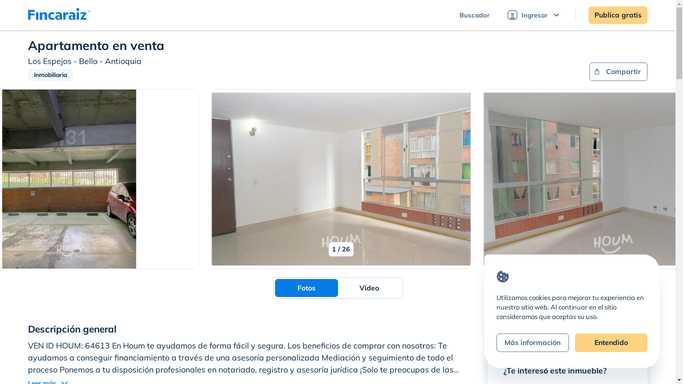 Fincaraiz
Buscador
Ingresar
Publica gratis
Apartamento en venta
Los Espejos - Bello - Antioquia
Inmobiliaria
Compartir
31
HOUM
HOUM
1 / 26
Fotos
Video
Descripción general
VEN ID HOUM: 64613 En Houm te ayudamos de forma fácil y segura. Los beneficios de comprar con nosotros: Te
ayudamos a conseguir financiamiento a través de una asesoría personalizada Mediación y seguimiento de todo el
proceso Ponemos a tu disposición profesionales en notariado, registro y asesoría jurídica ¡Solo te preocupas de las...
Leer más
Utilizamos cookies para mejorar tu experiencia en
nuestro sitio web. Al continuar en el sitio
consideramos que aceptas su uso.
Más información
Entendido
¿Te interesó este inmueble?